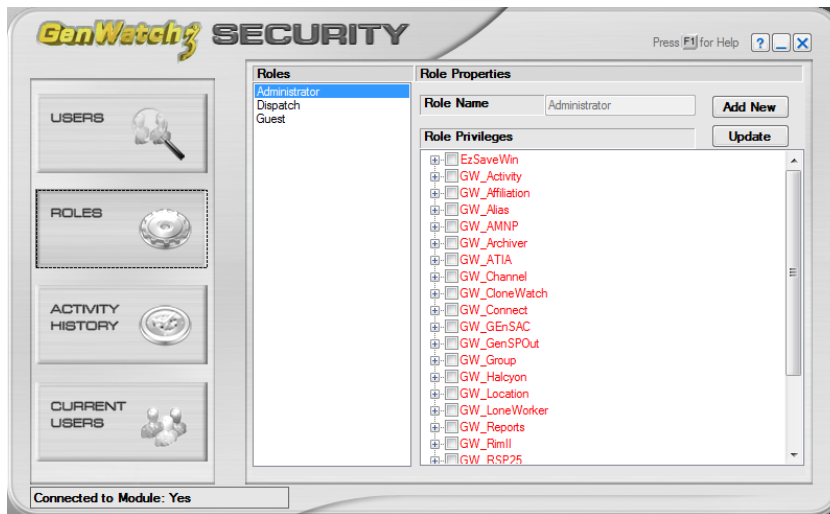 GenWatch3 SECURITY
Press F1 for Help ?
Roles
Role Properties
USERS
ROLES
ACTIVITY
HISTORY
CURRENT
USERS
Administrator
Dispatch
Guest
Role Name
Administrator
Add New
Role Privileges
Update
EzSaveWin
GW_Activity
GW_Affiliation
GW_Alias
GW_AMNP
GW_Archiver
GW_ATIA
GW_Channel
GW_CloneWatch
GW_Connect
GW_GEnSAC
GW_GenSPOut
GW_Group
GW_Halcyon
GW_Location
GW_LoneWorker
GW_Reports
GW_RimII
GW_RSP25
Connected to Module: Yes